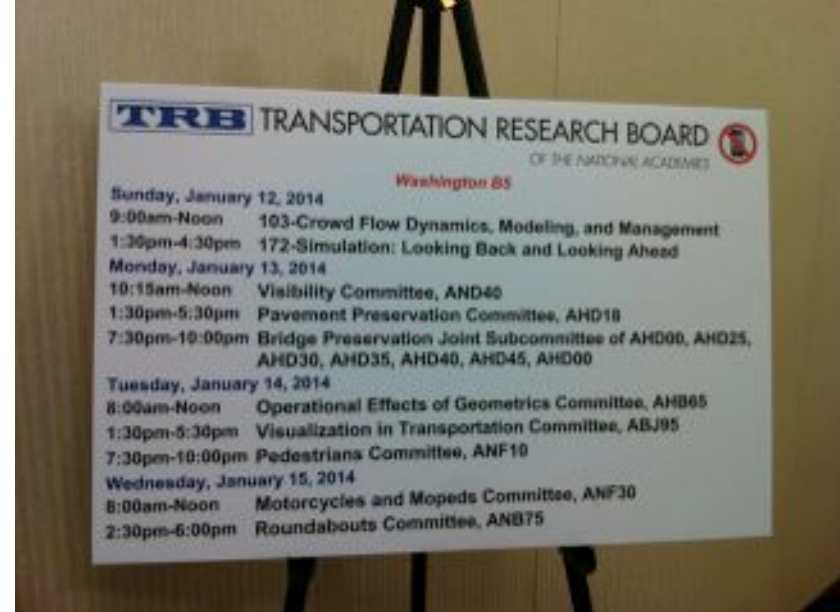 TRB TRANSPORTATION RESEARCH BOARD
OF THE NATIONAL ACADEMIES
Washington B5
Sunday, January 12, 2014
9:00am-Noon 103-Crowd Flow Dynamics, Modeling, and Management
1:30pm-4:30pm 172-Simulation: Looking Back and Looking Ahead
Monday, January 13, 2014
10:15am-Noon Visibility Committee, AND40
1:30pm-5:30pm Pavement Preservation Committee, AHD18
7:30pm-10:00pm Bridge Preservation Joint Subcommittee of AHD00, AHD25,
AHD30, AHD35, AHD40, AHD45, AHD00
Tuesday, January 14, 2014
8:00am-Noon Operational Effects of Geometrics Committee, AHB65
1:30pm-5:30pm Visualization in Transportation Committee, ABJ95
7:30pm-10:00pm Pedestrians Committee, ANF10
Wednesday, January 15, 2014
8:00am-Noon Motorcycles and Mopeds Committee, ANF30
2:30pm-6:00pm Roundabouts Committee, ANB75